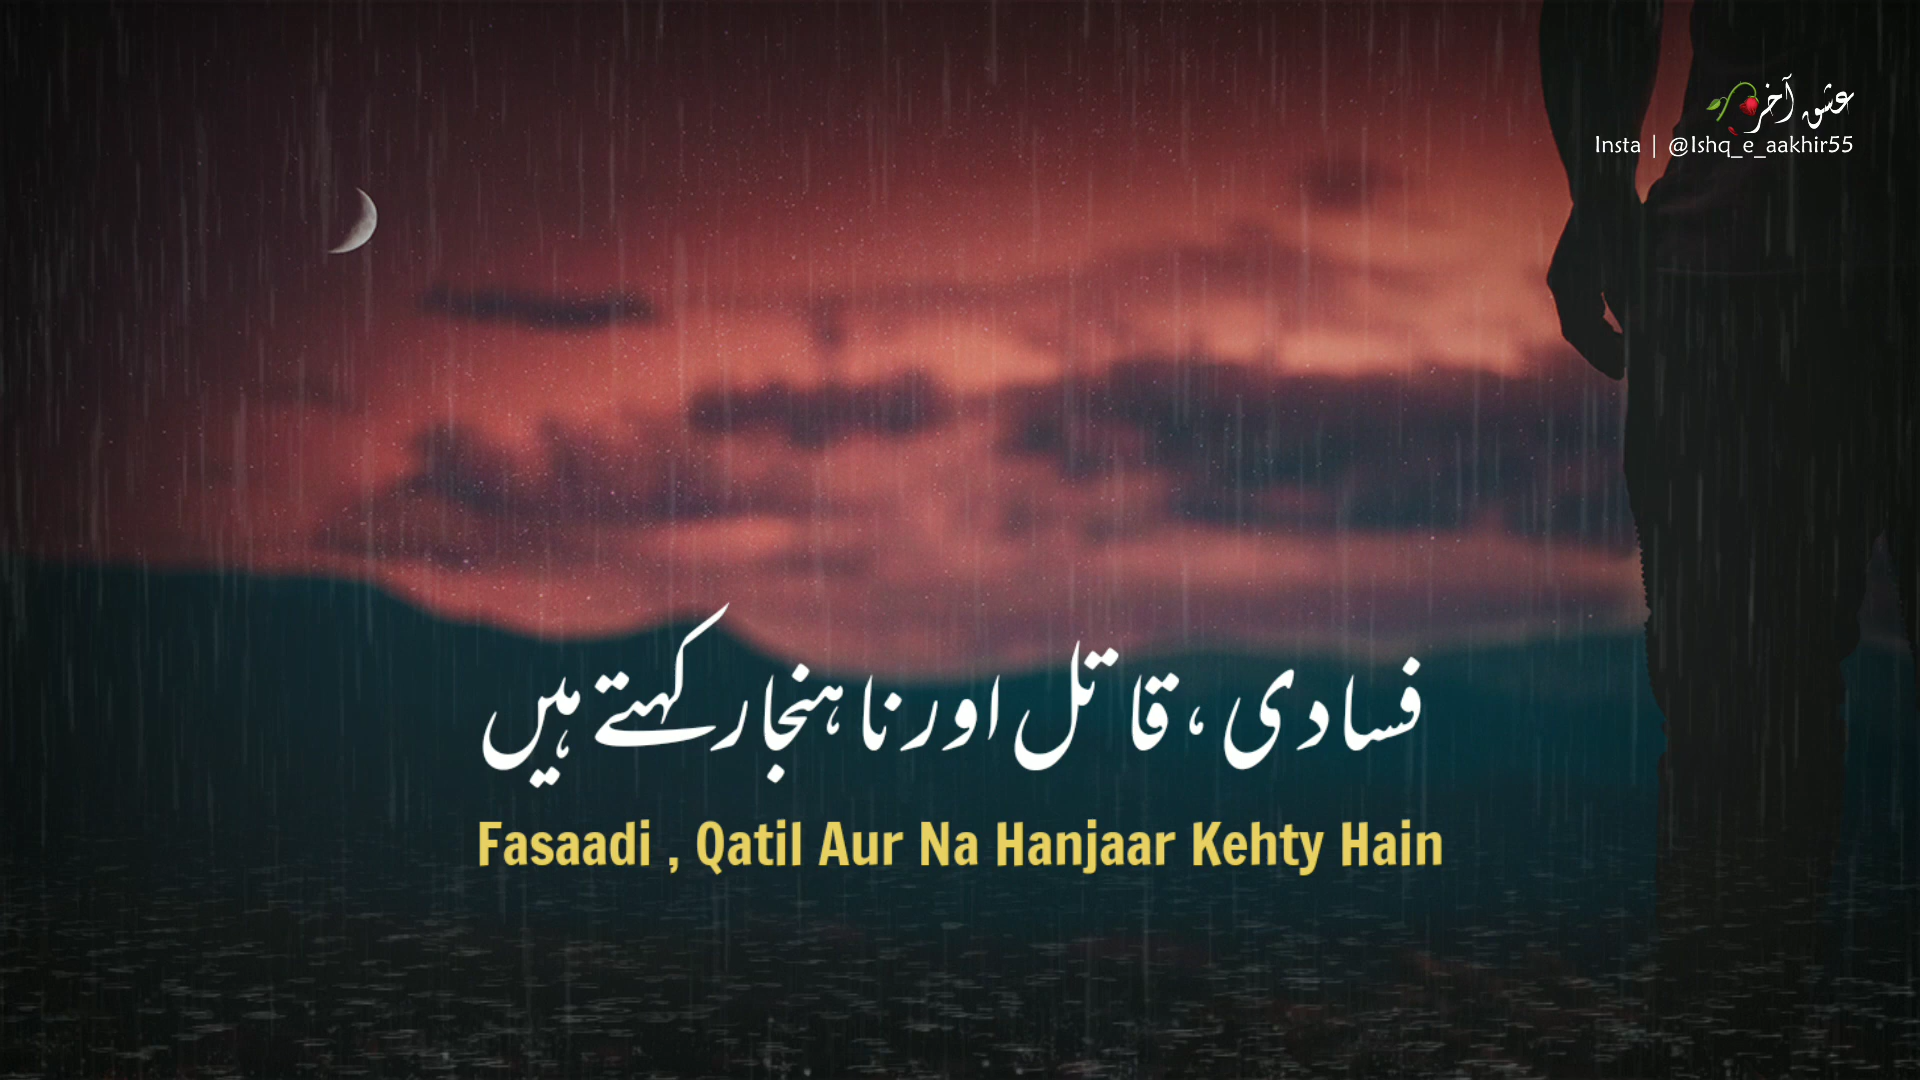 عشق آخر
Insta | @Ishq_e_aakhir55
فسادی ، قاتل اور نا ہنجار کہتے ہیں
Fasaadi , Qatil Aur Na Hanjaar Kehty Hain